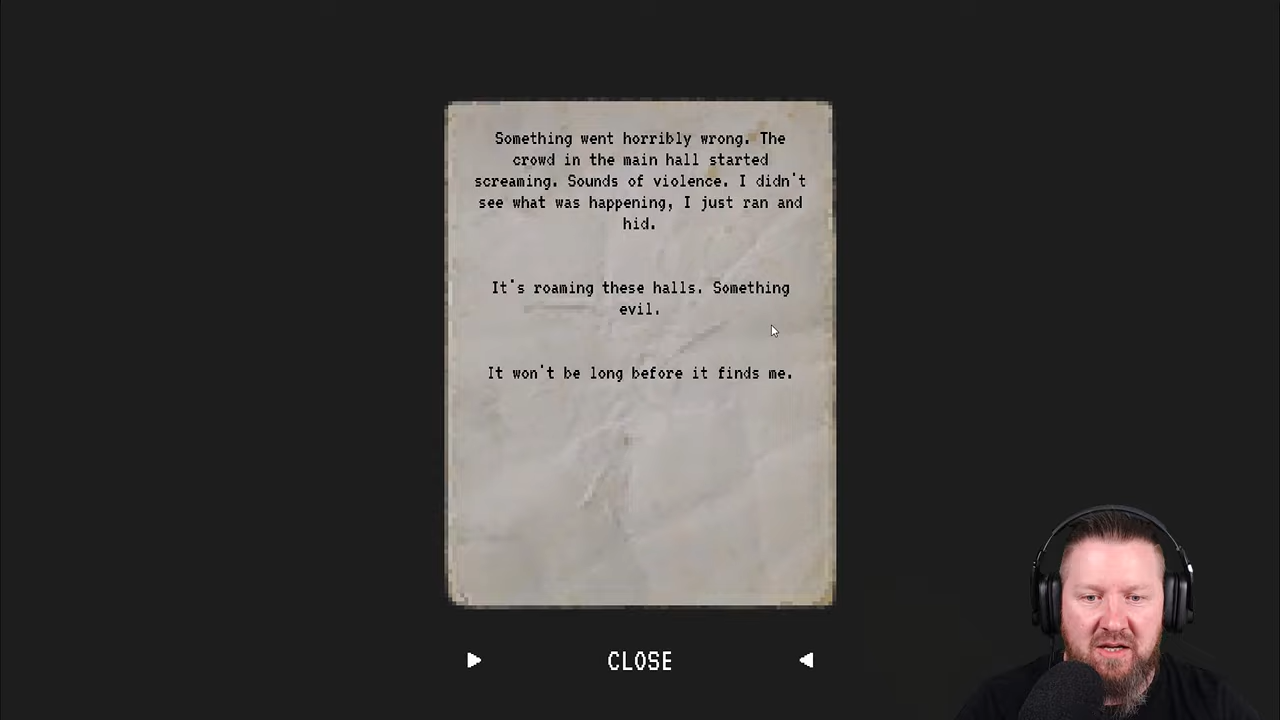 Something went horribly wrong. The
crowd in the main hall started
screaming. Sounds of violence. I didn't
see what was happening, I just ran and
hid.
It's roaming these halls. Something
evil.
It won't be long before it finds me.
CLOSE